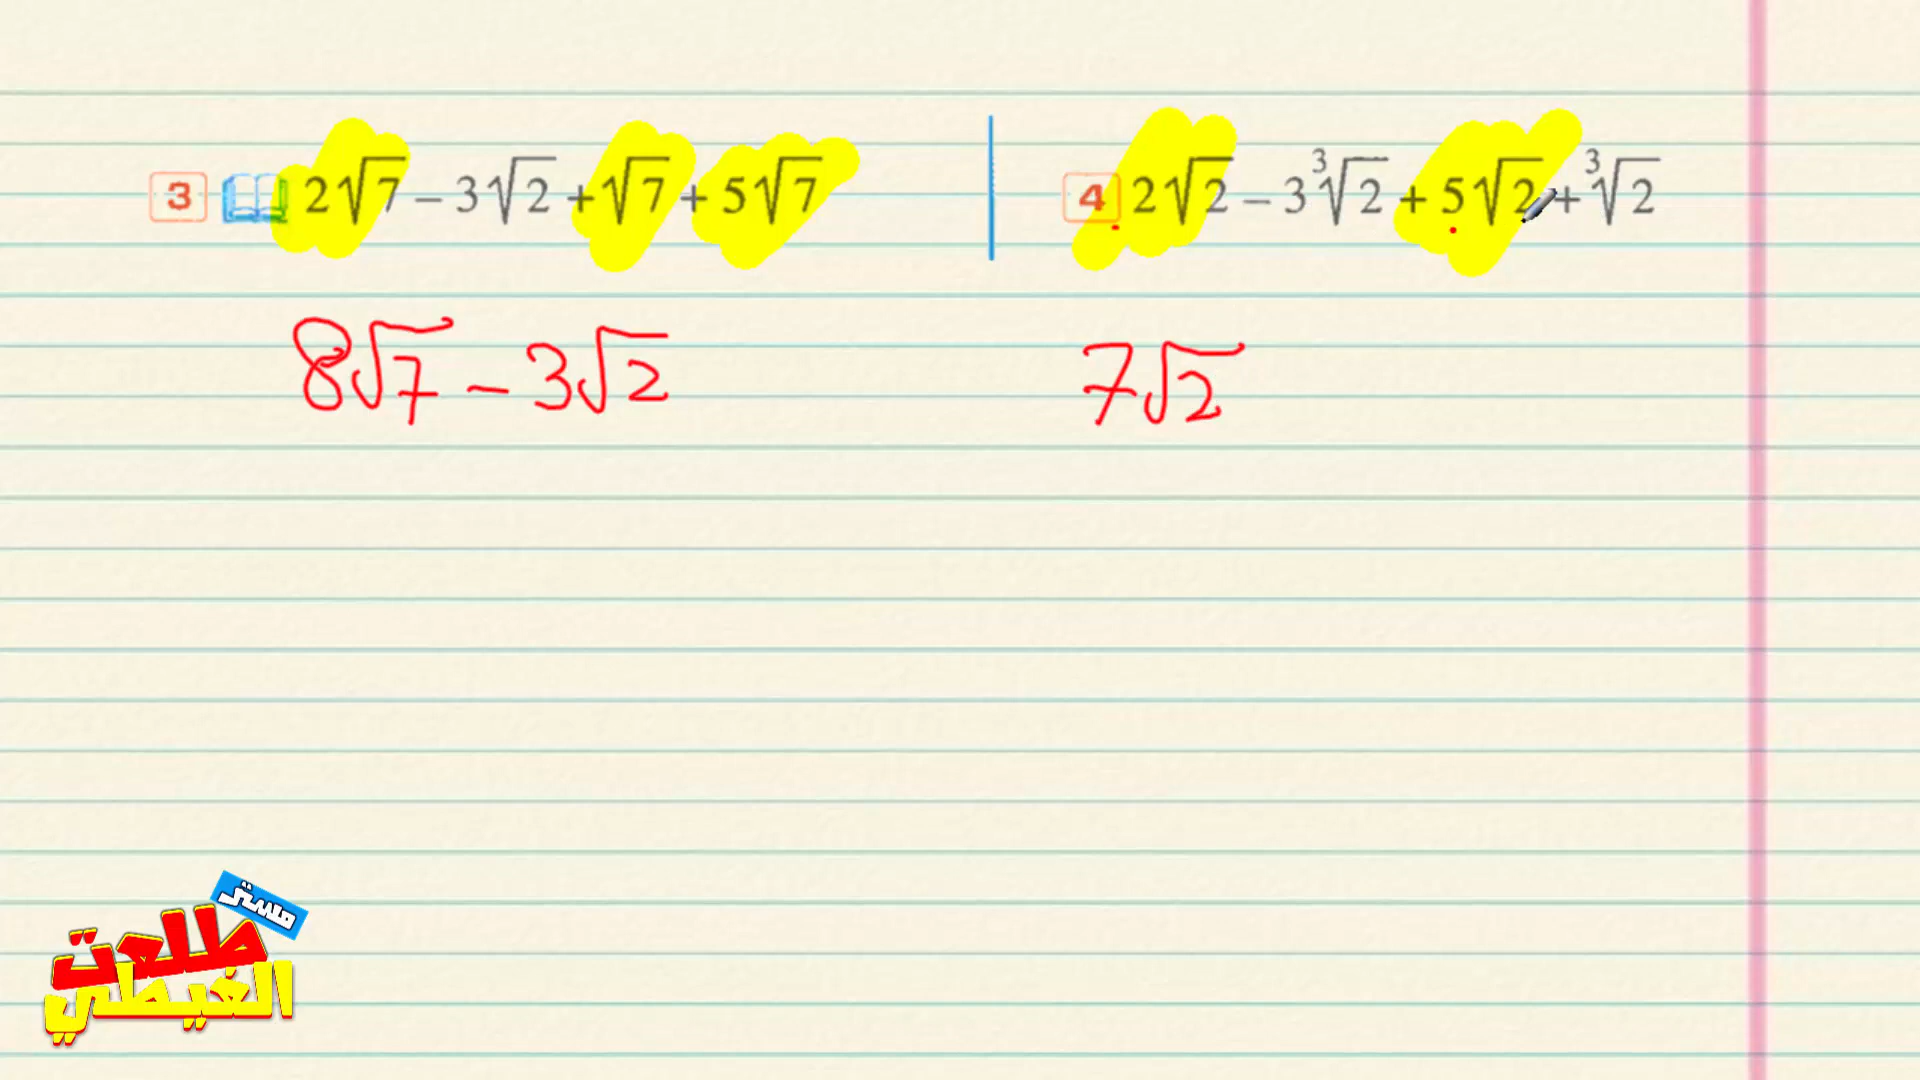 3 2√7 – 3√2 + √7 + 5√7
4 2√2 – 3∛2 + 5√2 + ∛2
8√7 – 3√2
7√2
مستر
طلعت
الغيطي